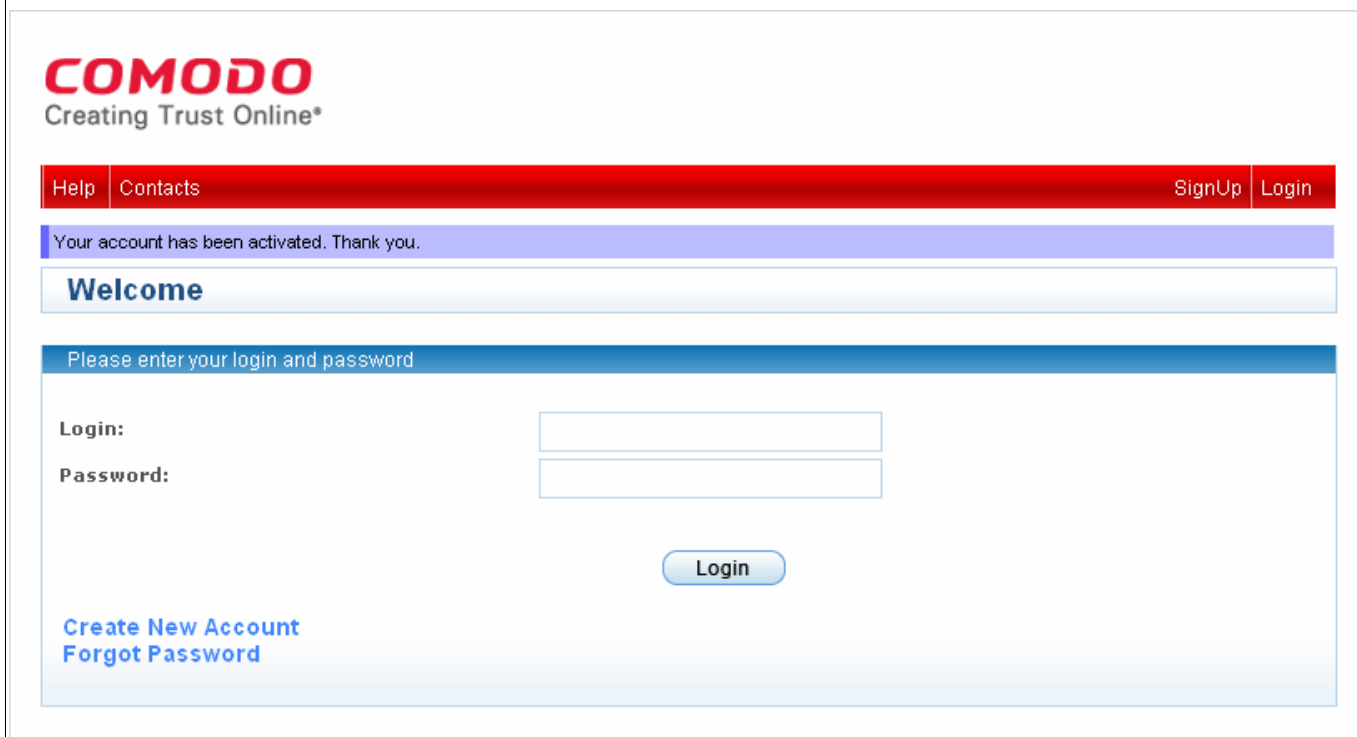 COMODO
Creating Trust Online®
Help Contacts SignUp Login
Your account has been activated. Thank you.
Welcome
Please enter your login and password
Login:
Password:
Login
Create New Account
Forgot Password